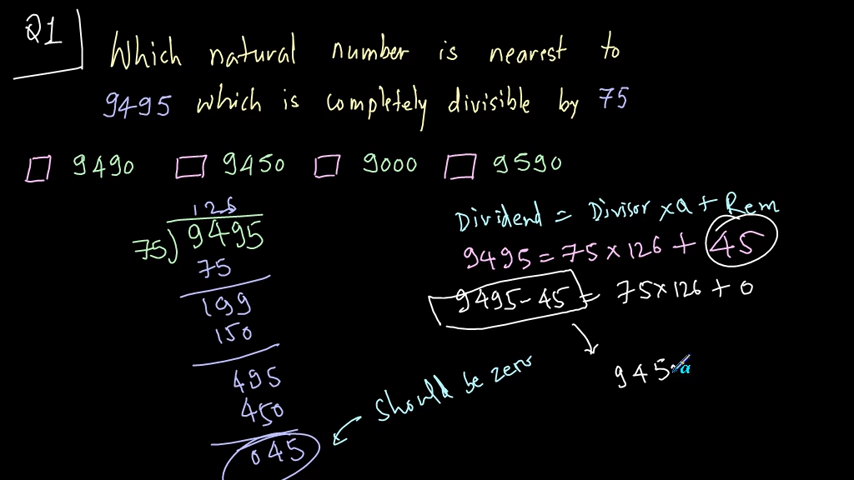 Q1
Which natural number is nearest to
9495 which is completely divisible by 75
9490 9450 9000 9590
126
75) 9495
75
199
150
495
450
045
Should be zero
Dividend = Divisor x Q + Rem
9495 = 75 x 126 + 45
9495 - 45 = 75 x 126 + 0
945